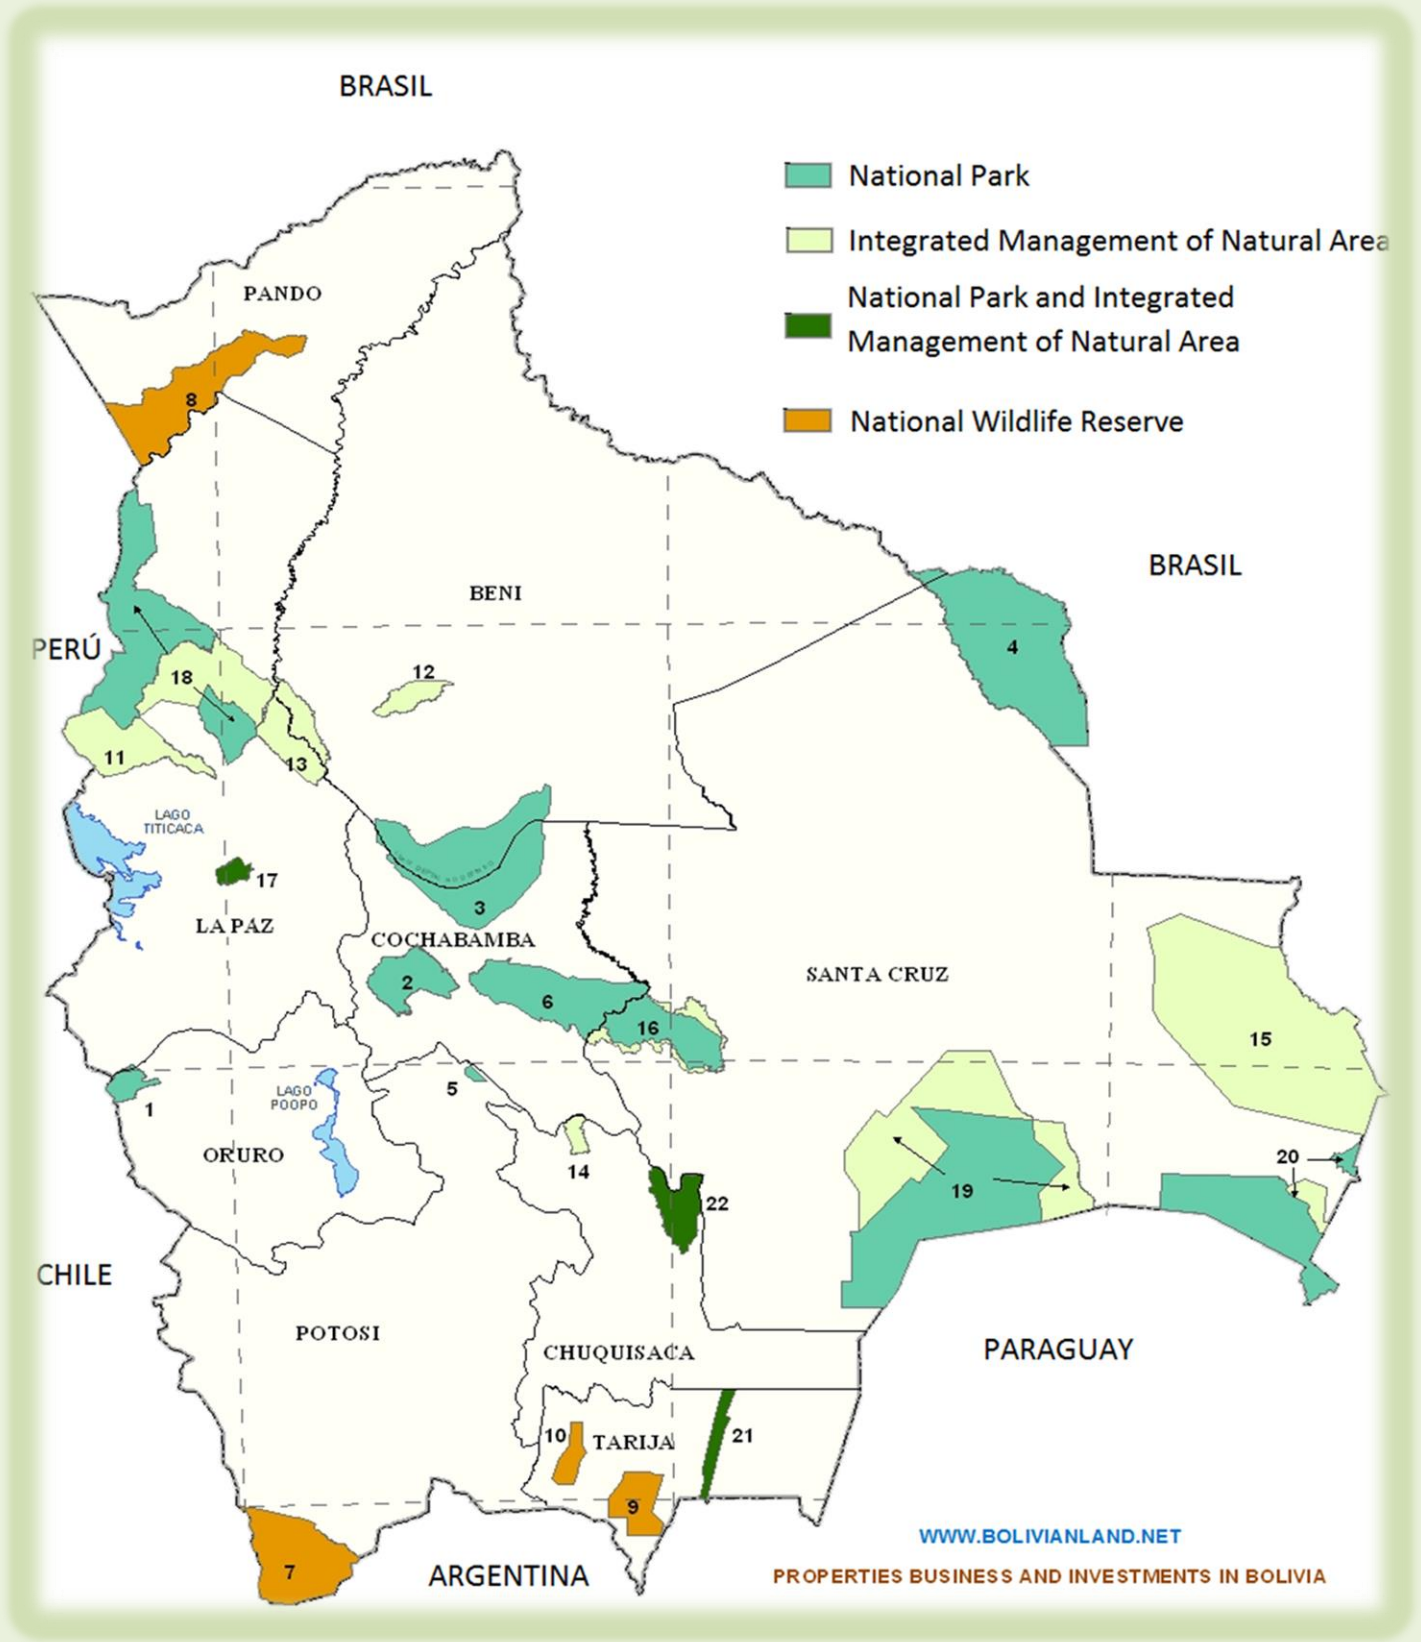 BRASIL
National Park
Integrated Management of Natural Area
National Park and Integrated
Management of Natural Area
National Wildlife Reserve
PANDO
8
BRASIL
BENI
4
PERÚ
18
12
11
13
LAGO
TITICACA
17
3
LA PAZ
COCHABAMBA
2
6
16
SANTA CRUZ
15
1
LAGO
POOPO
5
ORURO
14
20
19
22
CHILE
POTOSI
CHUQUISACA
PARAGUAY
10
TARIJA
21
9
7
ARGENTINA
WWW.BOLIVIANLAND.NET
PROPERTIES BUSINESS AND INVESTMENTS IN BOLIVIA